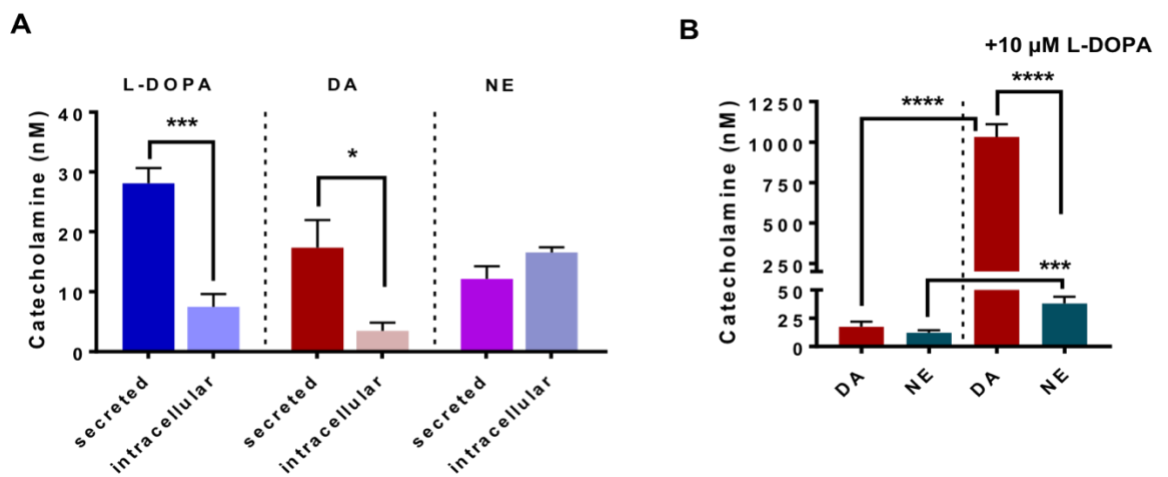 A
L-DOPA DA NE
Catecholamine (nM)
40
30
20
10
0
***
*
secreted
intracellular
secreted
intracellular
secreted
intracellular
B
+10 µM L-DOPA
Catecholamine (nM)
1250
1000
750
500
250
50
25
0
****
****
***
DA
NE
DA
NE